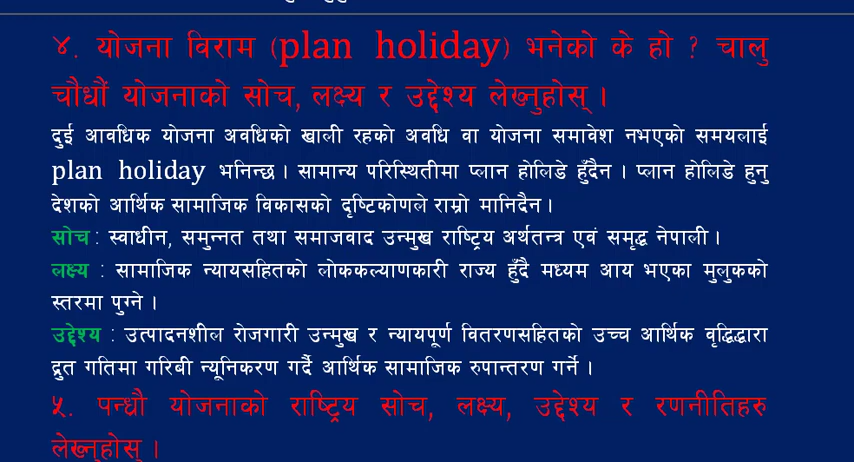 ४. योजना विराम (plan holiday) भनेको के हो ? चालु
चौधौं योजनाको सोच, लक्ष्य र उद्देश्य लेख्नुहोस् ।
दुई आवधिक योजना अवधिको खाली रहको अवधि वा योजना समावेश नभएको समयलाई
plan holiday भनिन्छ । सामान्य परिस्थितीमा प्लान होलिडे हुँदैन । प्लान होलिडे हुनु
देशको आर्थिक सामाजिक विकासको दृष्टिकोणले राम्रो मानिदैन ।
सोच : स्वाधीन, समुन्नत तथा समाजवाद उन्मुख राष्ट्रिय अर्थतन्त्र एवं समृद्ध नेपाली ।
लक्ष्य : सामाजिक न्यायसहितको लोककल्याणकारी राज्य हुँदै मध्यम आय भएका मुलुकको
स्तरमा पुग्ने ।
उद्देश्य : उत्पादनशील रोजगारी उन्मुख र न्यायपूर्ण वितरणसहितको उच्च आर्थिक वृद्धिद्धारा
द्रुत गतिमा गरिबी न्यूनिकरण गर्दै आर्थिक सामाजिक रुपान्तरण गर्ने ।
५. पन्ध्रौ योजनाको राष्ट्रिय सोच, लक्ष्य, उद्देश्य र रणनीतिहरु
लेख्नुहोस् ।